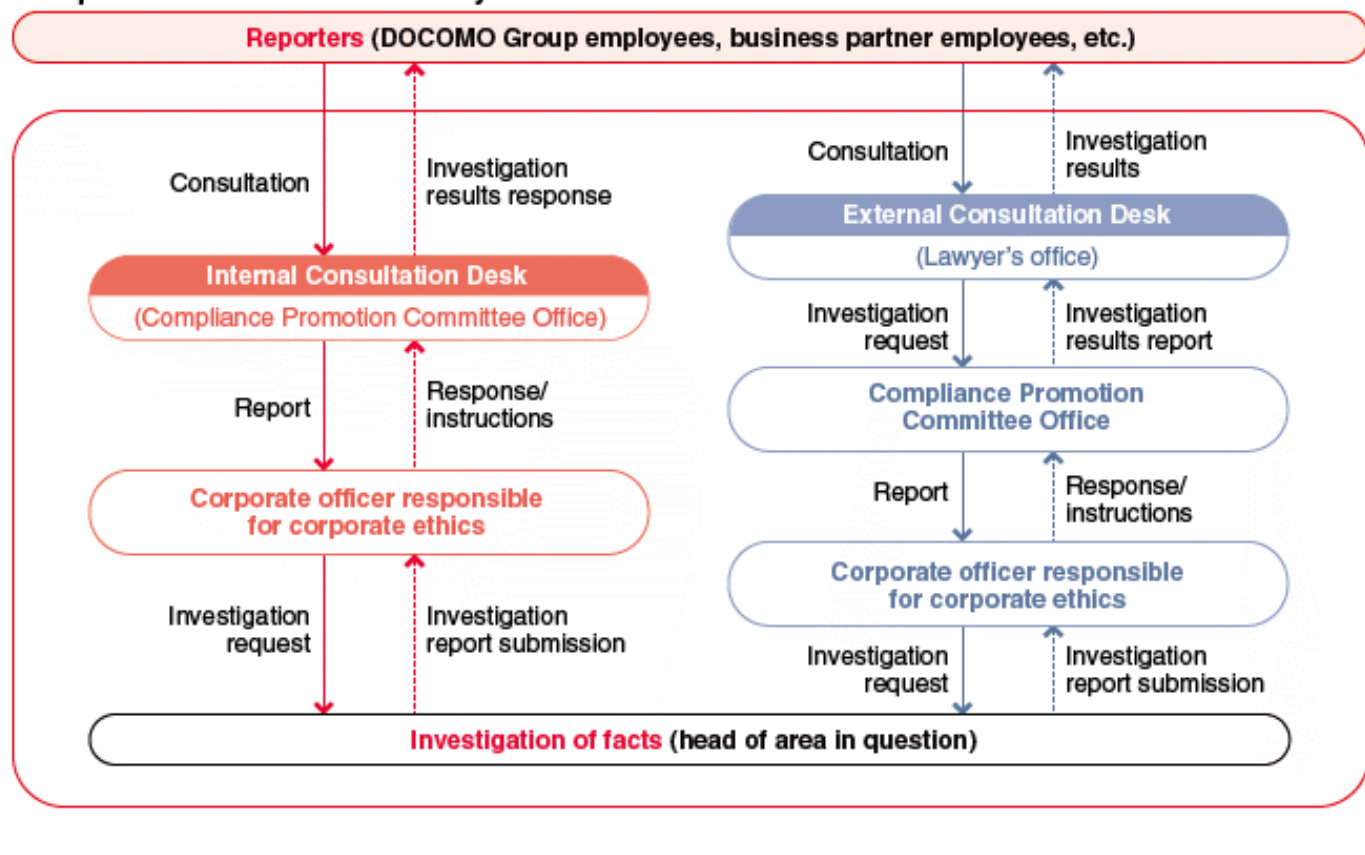 Reporters (DOCOMO Group employees, business partner employees, etc.)
Consultation
Investigation
results response
Internal Consultation Desk
(Compliance Promotion Committee Office)
Report
Response/
instructions
Corporate officer responsible
for corporate ethics
Investigation
request
Investigation
report submission
Consultation
Investigation
results
External Consultation Desk
(Lawyer's office)
Investigation
request
Investigation
results report
Compliance Promotion
Committee Office
Report
Response/
instructions
Corporate officer responsible
for corporate ethics
Investigation
request
Investigation
report submission
Investigation of facts (head of area in question)